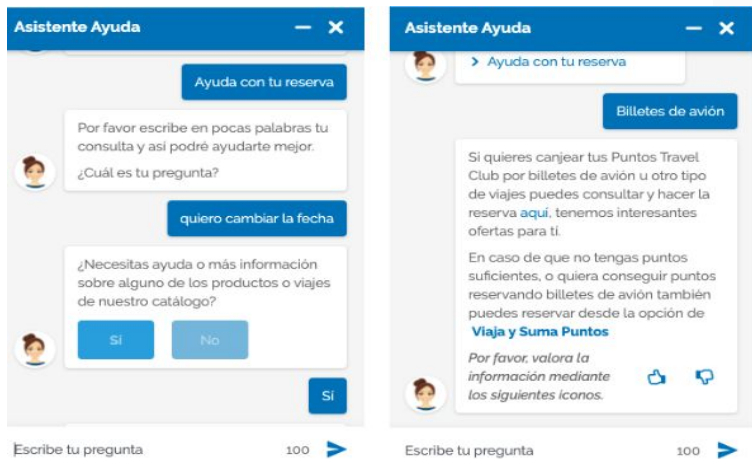 Asistente Ayuda
Ayuda con tu reserva
Por favor escribe en pocas palabras tu
consulta y así podré ayudarte mejor.
¿Cuál es tu pregunta?
quiero cambiar la fecha
¿Necesitas ayuda o más información
sobre alguno de los productos o viajes
de nuestro catálogo?
Sí
No
Sí
Escribe tu pregunta
100
Asistente Ayuda
> Ayuda con tu reserva
Billetes de avión
Si quieres canjear tus Puntos Travel
Club por billetes de avión u otro tipo
de viajes puedes consultar y hacer la
reserva aquí, tenemos interesantes
ofertas para ti.
En caso de que no tengas puntos
suficientes, o quiera conseguir puntos
reservando billetes de avión también
puedes reservar desde la opción de
Viaja y Suma Puntos
Por favor, valora la
información mediante
los siguientes iconos.
Escribe tu pregunta
100